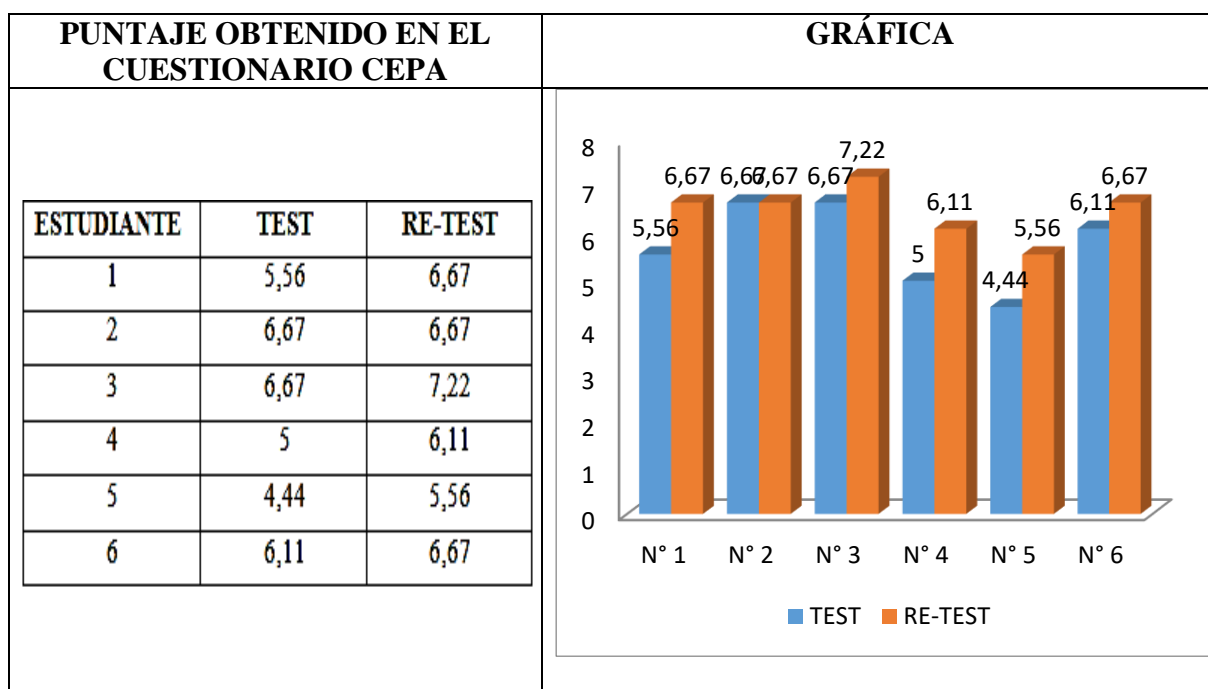 PUNTAJE OBTENIDO EN EL
CUESTIONARIO CEPA
GRÁFICA
ESTUDIANTE TEST RE-TEST
1 5,56 6,67
2 6,67 6,67
3 6,67 7,22
4 5 6,11
5 4,44 5,56
6 6,11 6,67
8
7
6
5
4
3
2
1
0
5,56 6,67 6,67 6,67 6,67 7,22 5 6,11 4,44 5,56 6,11 6,67
N° 1 N° 2 N° 3 N° 4 N° 5 N° 6
TEST RE-TEST